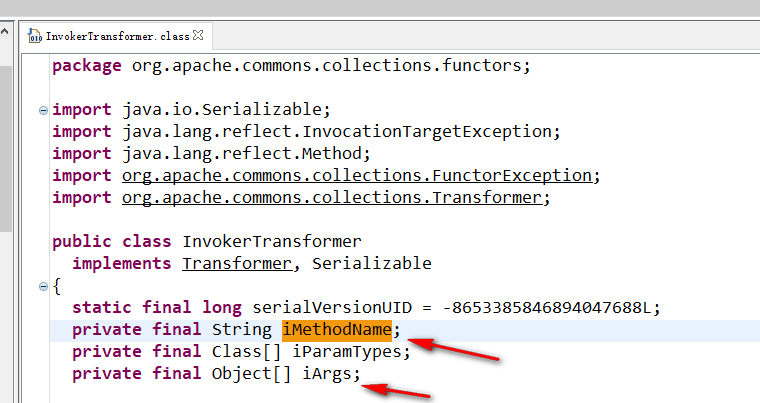 InvokerTransformer.class
package org.apache.commons.collections.functors;
import java.io.Serializable;
import java.lang.reflect.InvocationTargetException;
import java.lang.reflect.Method;
import org.apache.commons.collections.FunctorException;
import org.apache.commons.collections.Transformer;
public class InvokerTransformer
implements Transformer, Serializable
{
static final long serialVersionUID = -8653385846894047688L;
private final String iMethodName;
private final Class[] iParamTypes;
private final Object[] iArgs;